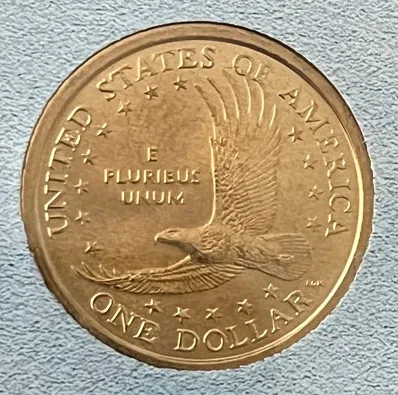 UNITED STATES OF AMERICA
E
PLURIBUS
UNUM
ONE DOLLAR